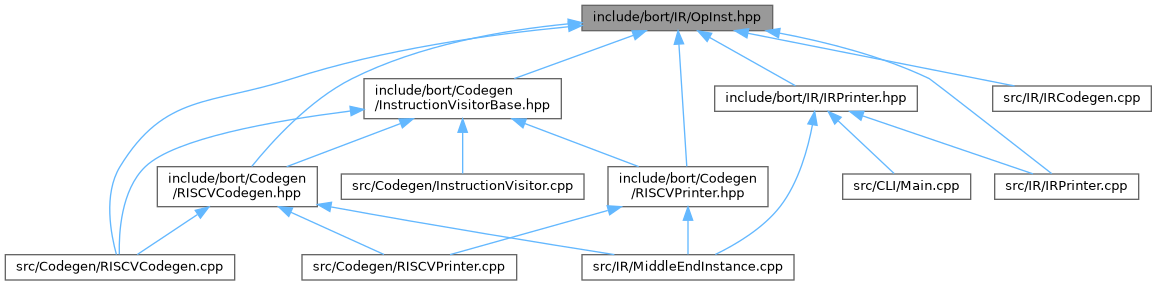 include/bort/IR/OpInst.hpp
include/bort/Codegen
/InstructionVisitorBase.hpp
include/bort/IR/IRPrinter.hpp
src/IR/IRCodegen.cpp
include/bort/Codegen
/RISCVCodegen.hpp
src/Codegen/InstructionVisitor.cpp
include/bort/Codegen
/RISCVPrinter.hpp
src/CLI/Main.cpp
src/IR/IRPrinter.cpp
src/Codegen/RISCVCodegen.cpp
src/Codegen/RISCVPrinter.cpp
src/IR/MiddleEndInstance.cpp